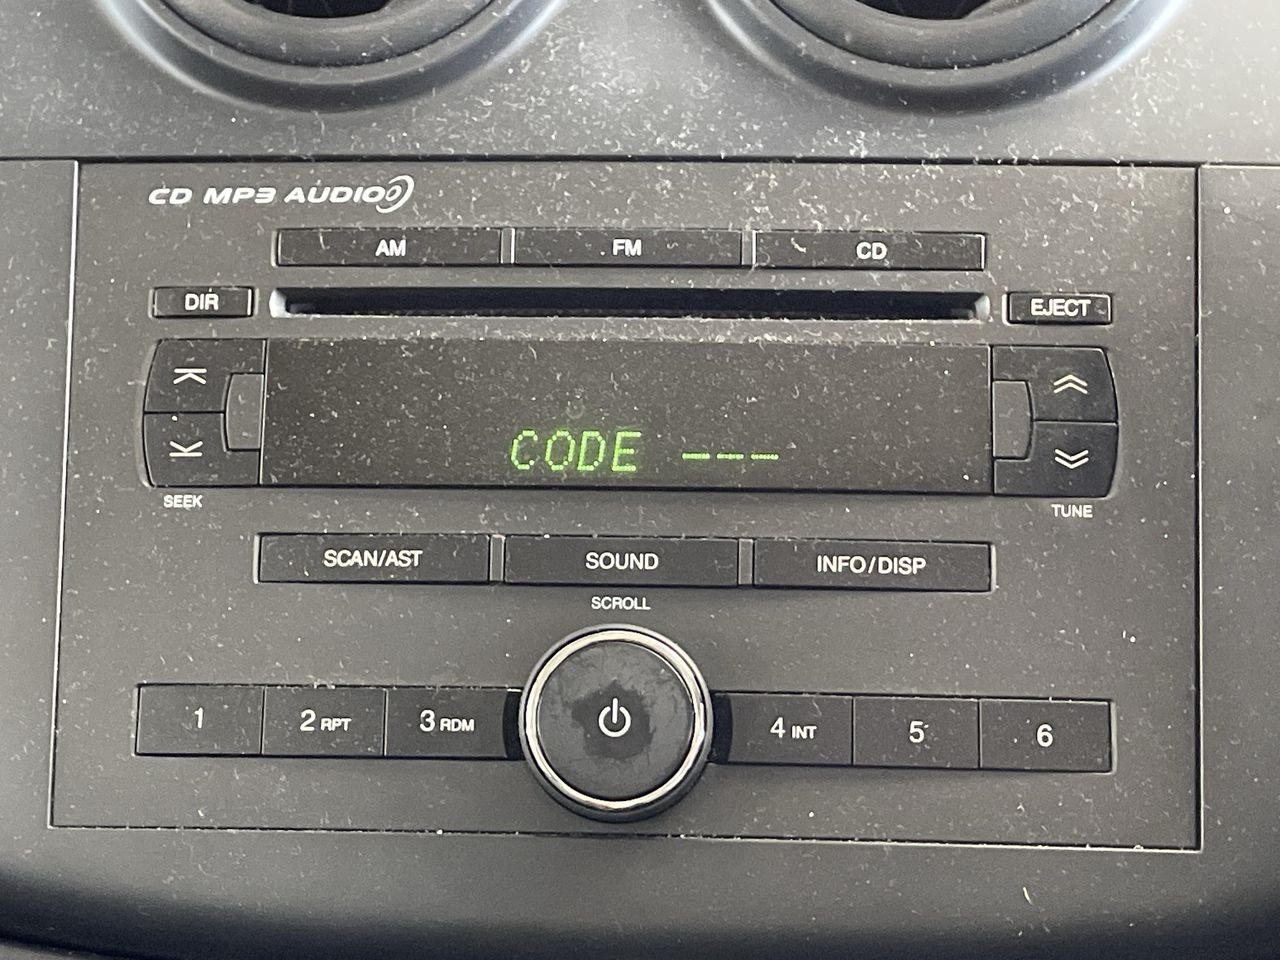 CD MP3 AUDIO
AM FM CD
DIR EJECT
CODE ----
SEEK TUNE
SCAN/AST SOUND INFO/DISP
SCROLL
1 2 RPT 3 RDM 4 INT 5 6